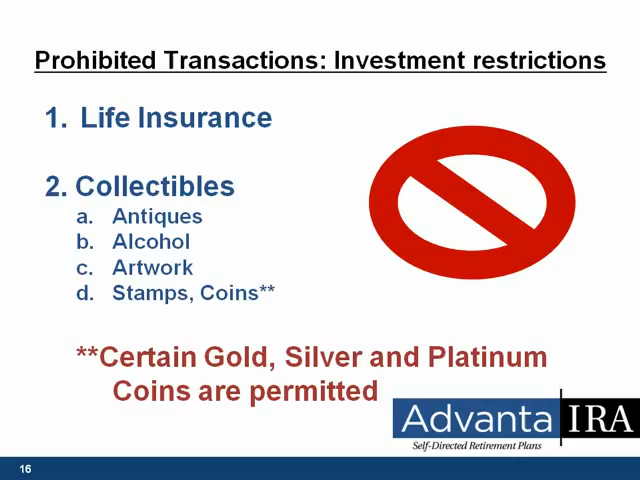 Prohibited Transactions: Investment restrictions
1. Life Insurance
2. Collectibles
a. Antiques
b. Alcohol
c. Artwork
d. Stamps, Coins**
**Certain Gold, Silver and Platinum
Coins are permitted
Advanta IRA
Self-Directed Retirement Plans
16